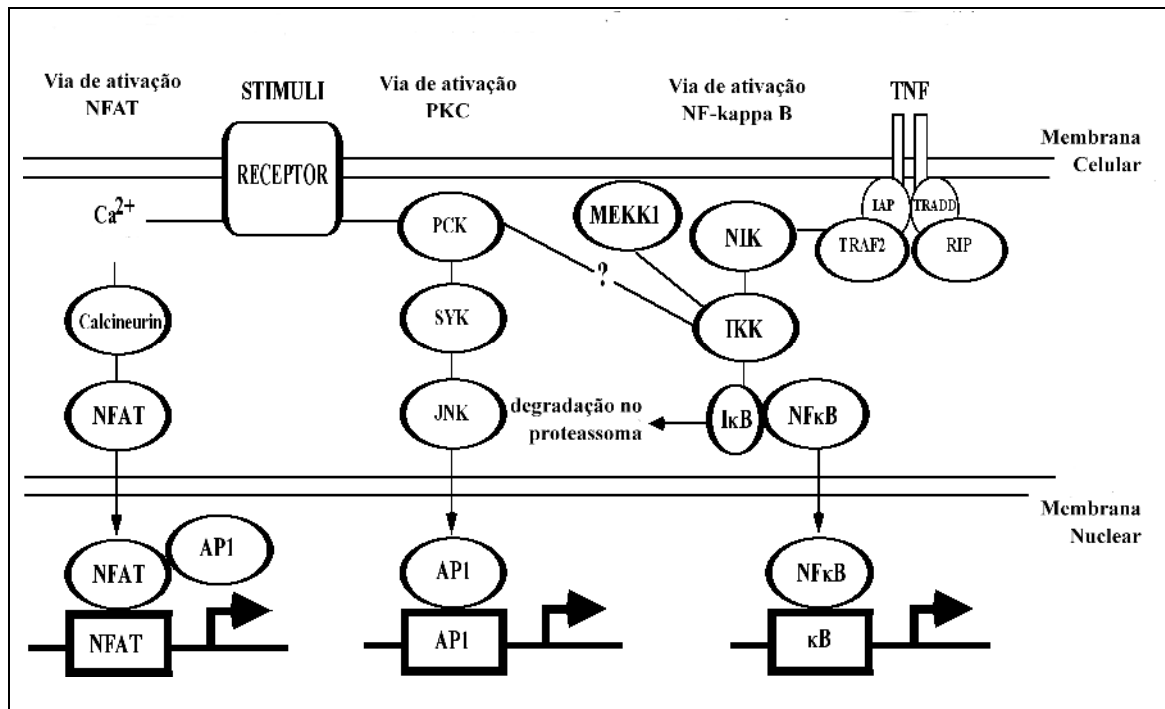 Via de ativação
NFAT
STIMULI
Via de ativação
PKC
Via de ativação
NF-kappa B
TNF
Membrana
Celular
RECEPTOR
Ca2+
PCK
MEKK1
NIK
IAP
TRADD
TRAF2
RIP
?
Calcineurin
SYK
IKK
NFAT
JNK
degradação no
proteassoma
IκB
NFκB
Membrana
Nuclear
NFAT
AP1
AP1
NFκB
NFAT
AP1
κB